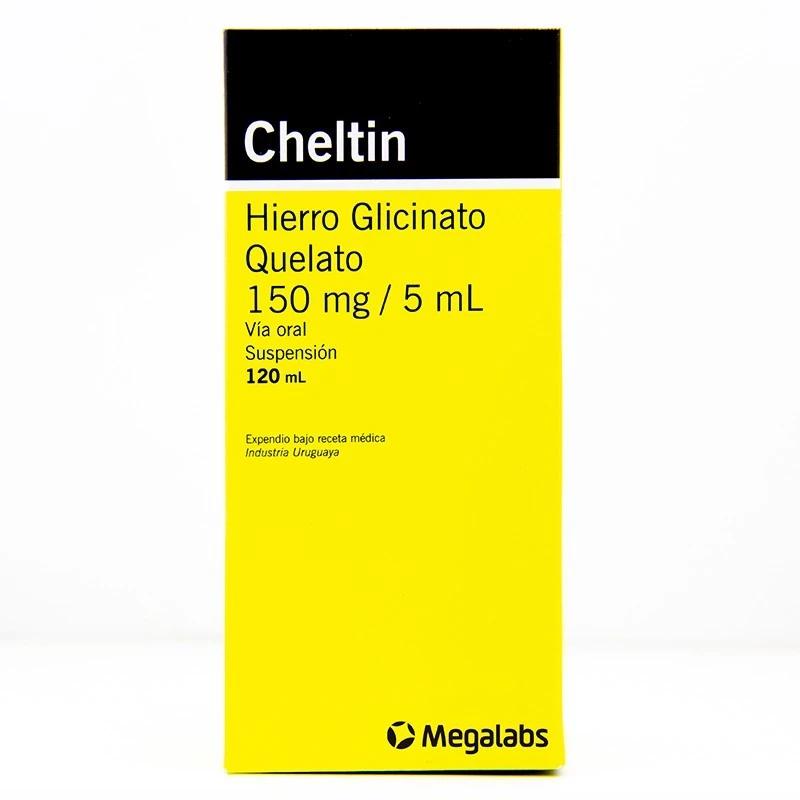 Cheltin
Hierro Glicinato
Quelato
150 mg / 5 mL
Vía oral
Suspensión
120 mL
Expendio bajo receta médica
Industria Uruguaya
Megalabs